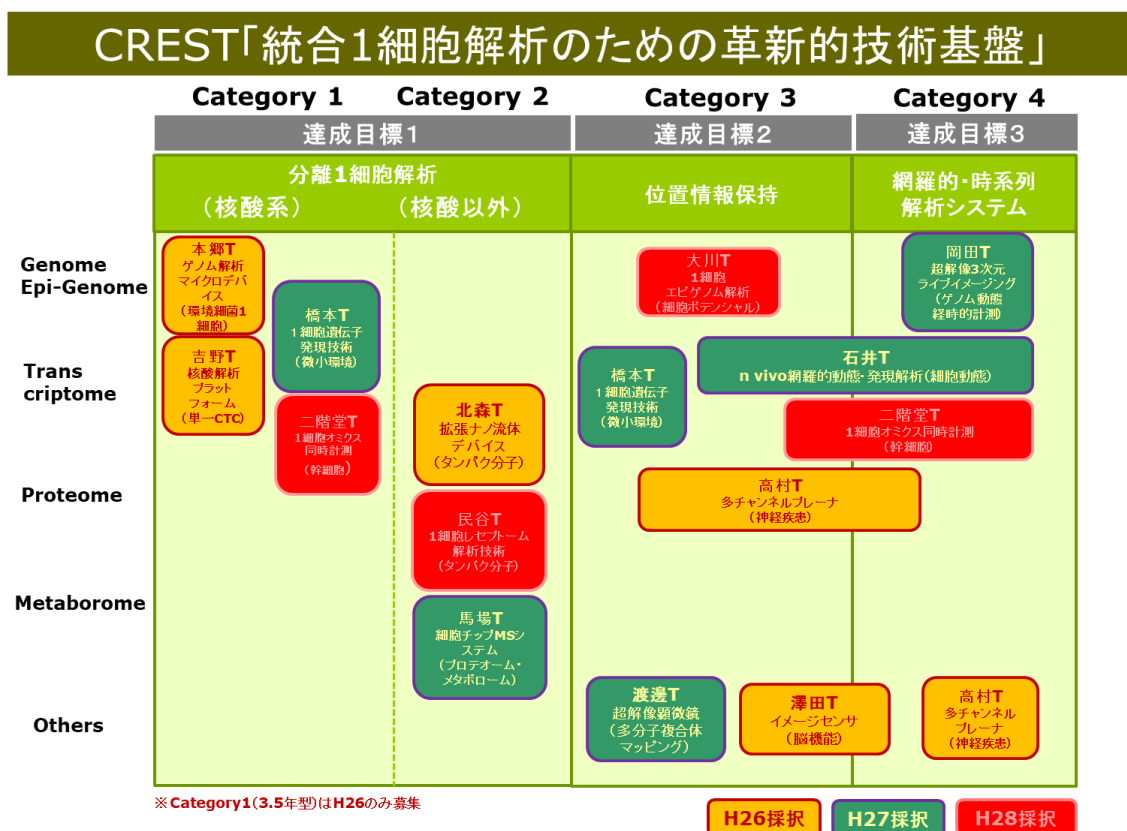 CREST「統合1細胞解析のための革新的技術基盤」
Category 1
Category 2
Category 3
Category 4
達成目標1
達成目標2
達成目標3
分離1細胞解析
（核酸系）
（核酸以外）
位置情報保持
網羅的・時系列
解析システム
Genome
Epi-Genome
本郷T
ゲノム解析
マイクロデバ
イス
（環境細菌1
細胞）
橋本T
1細胞遺伝子
発現技術
（微小環境）
大川T
1細胞
エピゲノム解析
（細胞ポテンシャル）
岡田T
超解像3次元
ライブイメージング
（ゲノム動態
経時的計測）
Trans
criptome
吉野T
核酸解析
プラット
フォーム
（単一CTC）
二階堂T
1細胞オミクス
同時計測
（幹細胞）
北森T
拡張ナノ流体
デバイス
（タンパク分子）
橋本T
1細胞遺伝子
発現技術
（微小環境）
石井T
n vivo網羅的動態・発現解析（細胞動態）
二階堂T
1細胞オミクス同時計測
（幹細胞）
Proteome
民谷T
1細胞レセプトーム
解析技術
（タンパク分子）
高村T
多チャンネルプレーナ
（神経疾患）
Metaborome
馬場T
細胞チップMSシ
ステム
（プロテオーム・
メタボローム）
Others
渡邊T
超解像顕微鏡
（多分子複合体
マッピング）
澤田T
イメージセンサ
（脳機能）
高村T
多チャンネル
プレーナ
（神経疾患）
※Category1（3.5年型）はH26のみ募集
H26採択
H27採択
H28採択